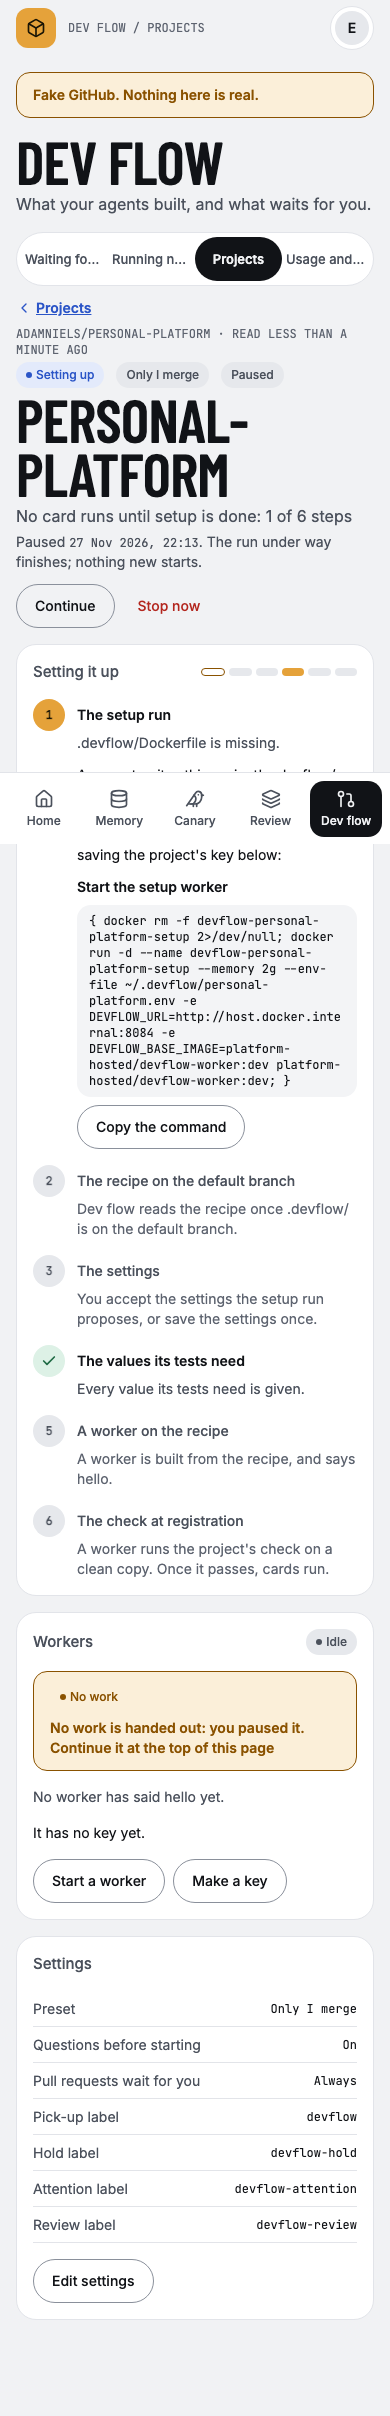 DEV FLOW / PROJECTS
E
Fake GitHub. Nothing here is real.
DEV FLOW
What your agents built, and what waits for you.
Waiting fo... Running n... Projects Usage and...
Projects
ADAMNIELS/PERSONAL-PLATFORM · READ LESS THAN A
MINUTE AGO
Setting up Only I merge Paused
PERSONAL-
PLATFORM
No card runs until setup is done: 1 of 6 steps
Paused 27 Nov 2026, 22:13. The run under way
finishes; nothing new starts.
Continue Stop now
Setting it up
1 The setup run
.devflow/Dockerfile is missing.
Home Memory Canary Review Dev flow
saving the project's key below:
Start the setup worker
{ docker rm -f devflow-personal-
platform-setup 2>/dev/null; docker
run -d --name devflow-personal-
platform-setup --memory 2g --env-
file ~/.devflow/personal-
platform.env -e
DEVFLOW_URL=http://host.docker.inte
rnal:8084 -e
DEVFLOW_BASE_IMAGE=platform-
hosted/devflow-worker:dev platform-
hosted/devflow-worker:dev; }
Copy the command
2 The recipe on the default branch
Dev flow reads the recipe once .devflow/
is on the default branch.
3 The settings
You accept the settings the setup run
proposes, or save the settings once.
The values its tests need
Every value its tests need is given.
5 A worker on the recipe
A worker is built from the recipe, and says
hello.
6 The check at registration
A worker runs the project's check on a
clean copy. Once it passes, cards run.
Workers Idle
No work
No work is handed out: you paused it.
Continue it at the top of this page
No worker has said hello yet.
It has no key yet.
Start a worker Make a key
Settings
Preset Only I merge
Questions before starting On
Pull requests wait for you Always
Pick-up label devflow
Hold label devflow-hold
Attention label devflow-attention
Review label devflow-review
Edit settings